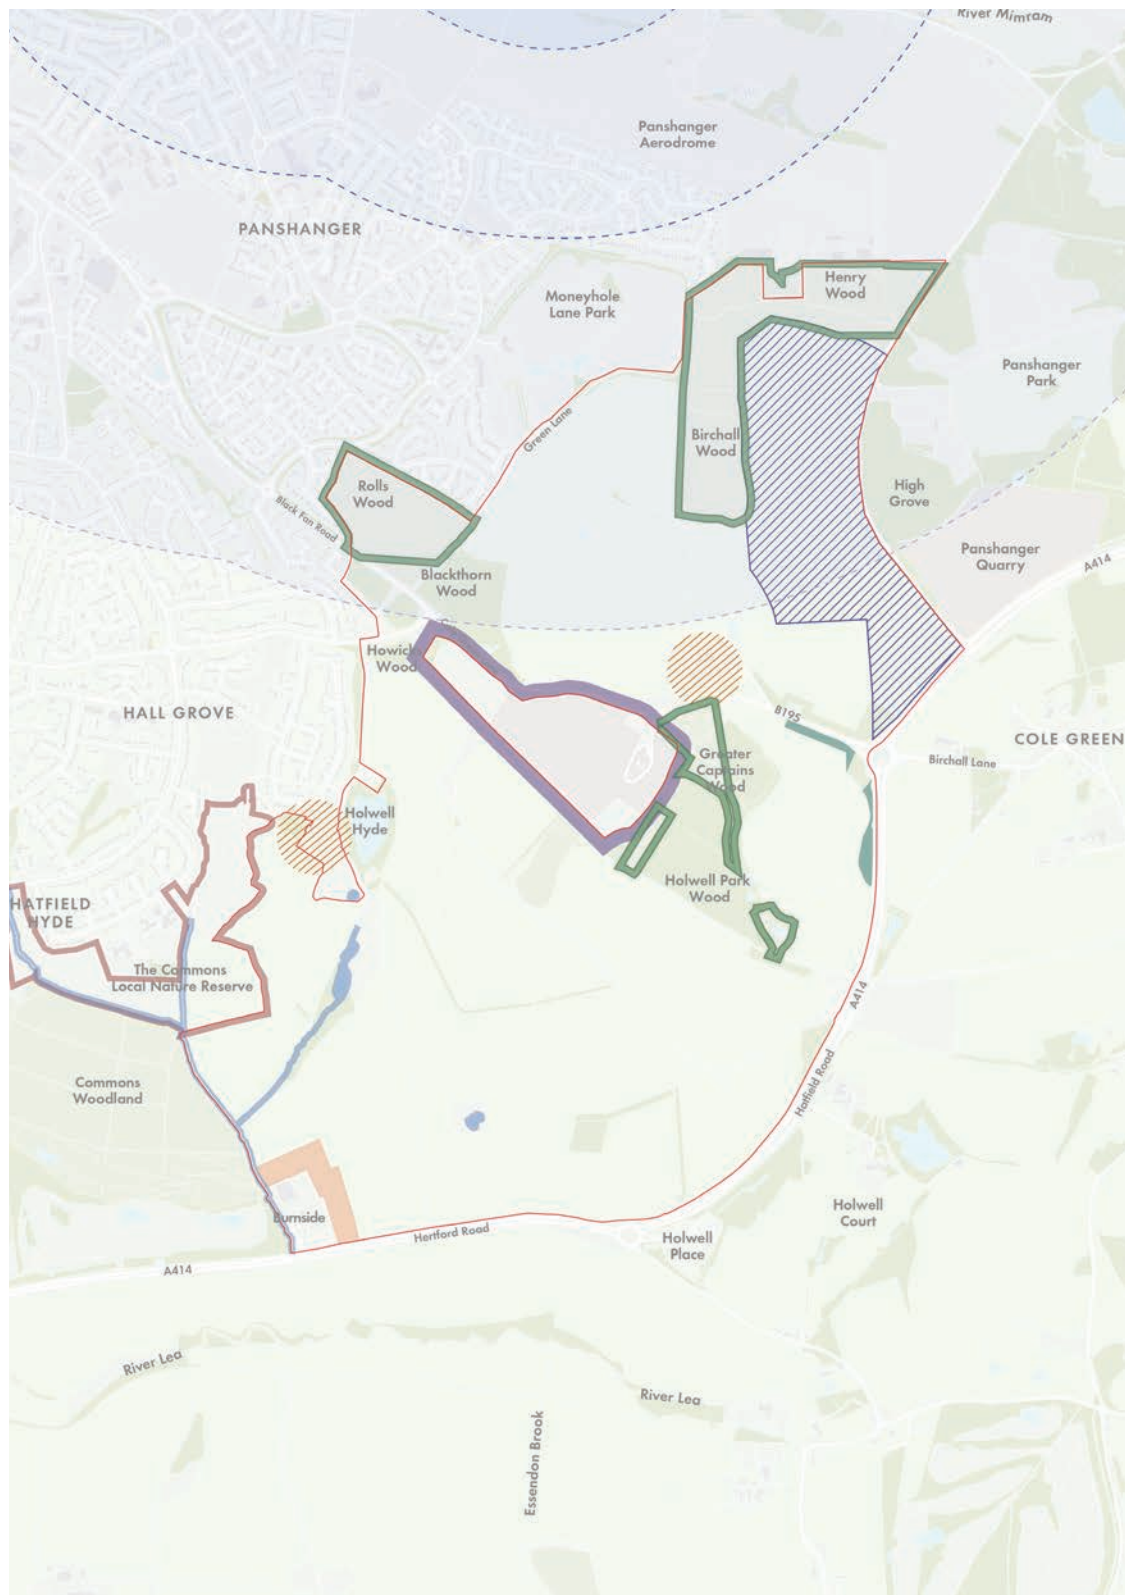 River Mimram
Panshanger
Aerodrome
PANSHANGER
Henry
Wood
Moneyhole
Lane Park
Panshanger
Park
Green Lane
Birchall
Wood
Rolls
Wood
High
Grove
Black Fan Road
Panshanger
Quarry
A414
Blackthorn
Wood
Howicks
Wood
HALL GROVE
B195
COLE GREEN
Greater
Captains
Wood
Birchall Lane
Holwell
Hyde
Holwell Park
Wood
HATFIELD
HYDE
The Commons
Local Nature Reserve
A414
Commons
Woodland
Hatfield Road
Holwell
Court
Burnside
Hertford Road
Holwell
Place
A414
River Lea
River Lea
Essendon Brook